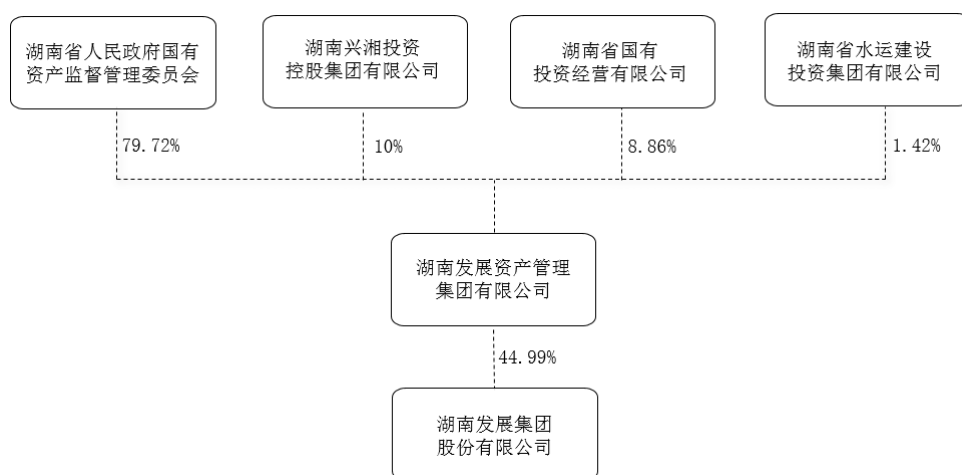 湖南省人民政府国有
资产监督管理委员会
湖南兴湘投资
控股集团有限公司
湖南省国有
投资经营有限公司
湖南省水运建设
投资集团有限公司
79.72%
10%
8.86%
1.42%
湖南发展资产管理
集团有限公司
44.99%
湖南发展集团
股份有限公司